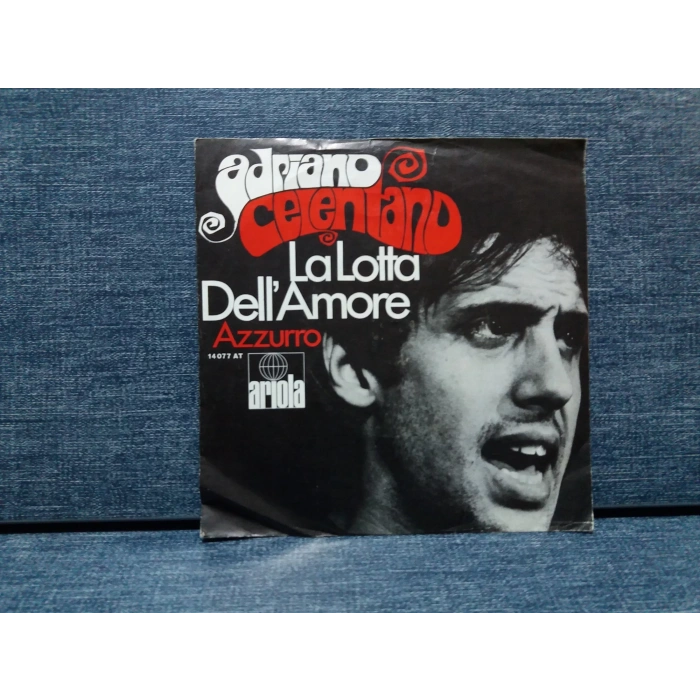 adriano
celentano
La Lotta
Dell'Amore
Azzurro
14 077 AT
ariola